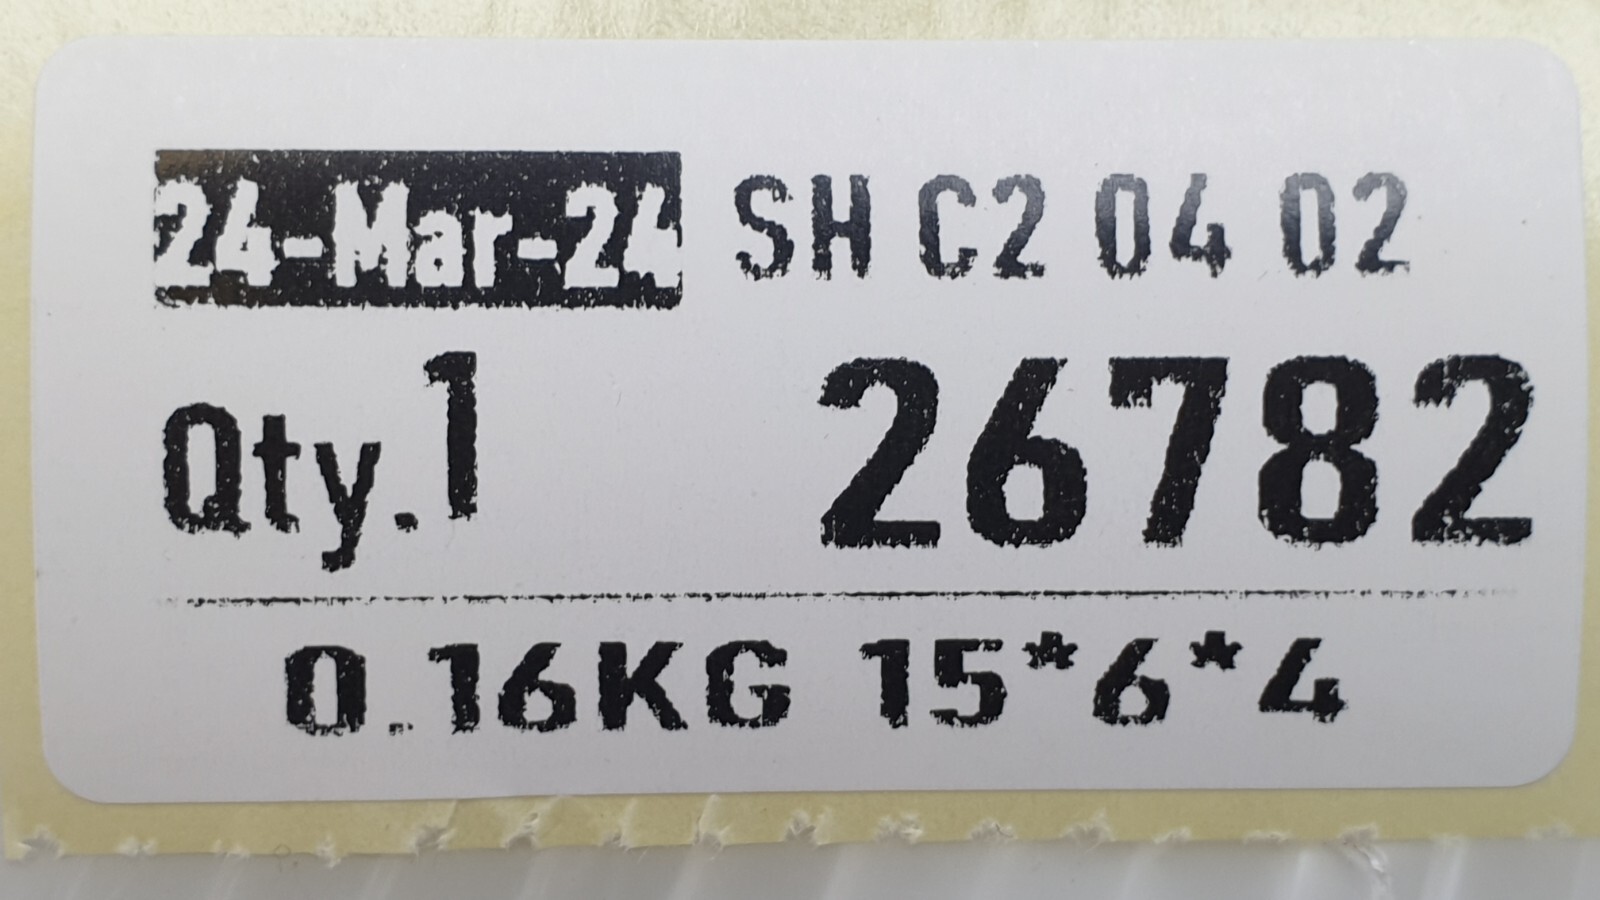 24-Mar-24 SH C2 04 02
Qty.1 26782
0.16KG 15*6*4